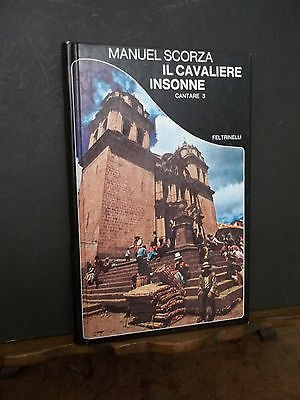 MANUEL SCORZA
IL CAVALIERE
INSONNE
CANTARE 3
FELTRINELLI